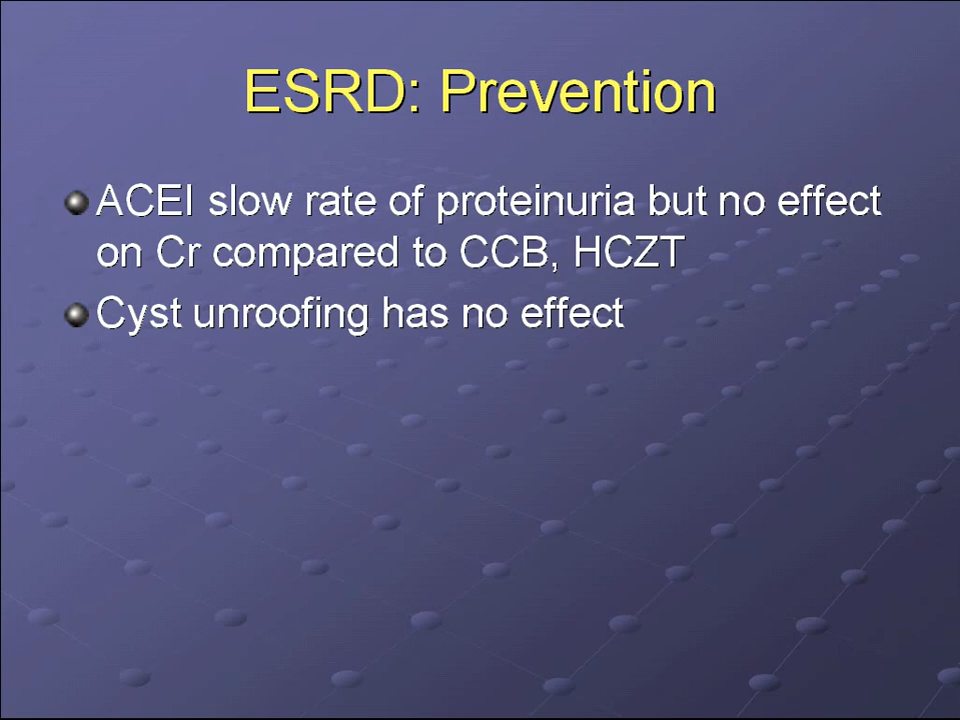 ESRD: Prevention
ACEI slow rate of proteinuria but no effect
on Cr compared to CCB, HCZT
Cyst unroofing has no effect